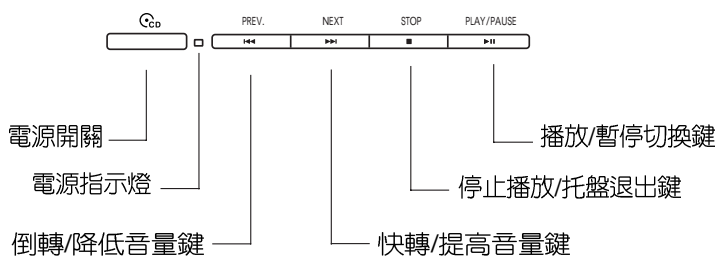 CD PREV. NEXT STOP PLAY/PAUSE
電源開關
播放/暫停切換鍵
電源指示燈
停止播放/托盤退出鍵
倒轉/降低音量鍵
快轉/提高音量鍵